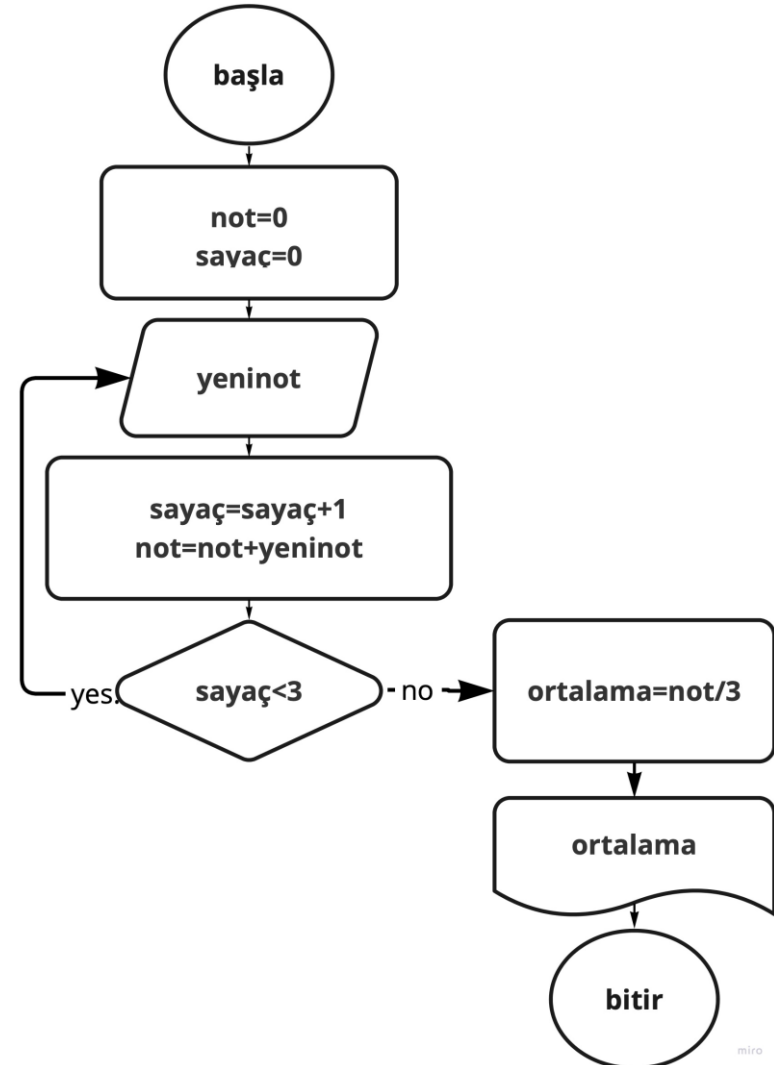 başla
not=0
sayaç=0
yeninot
sayaç=sayaç+1
not=not+yeninot
sayaç<3
yes
no
ortalama=not/3
ortalama
bitir
miro